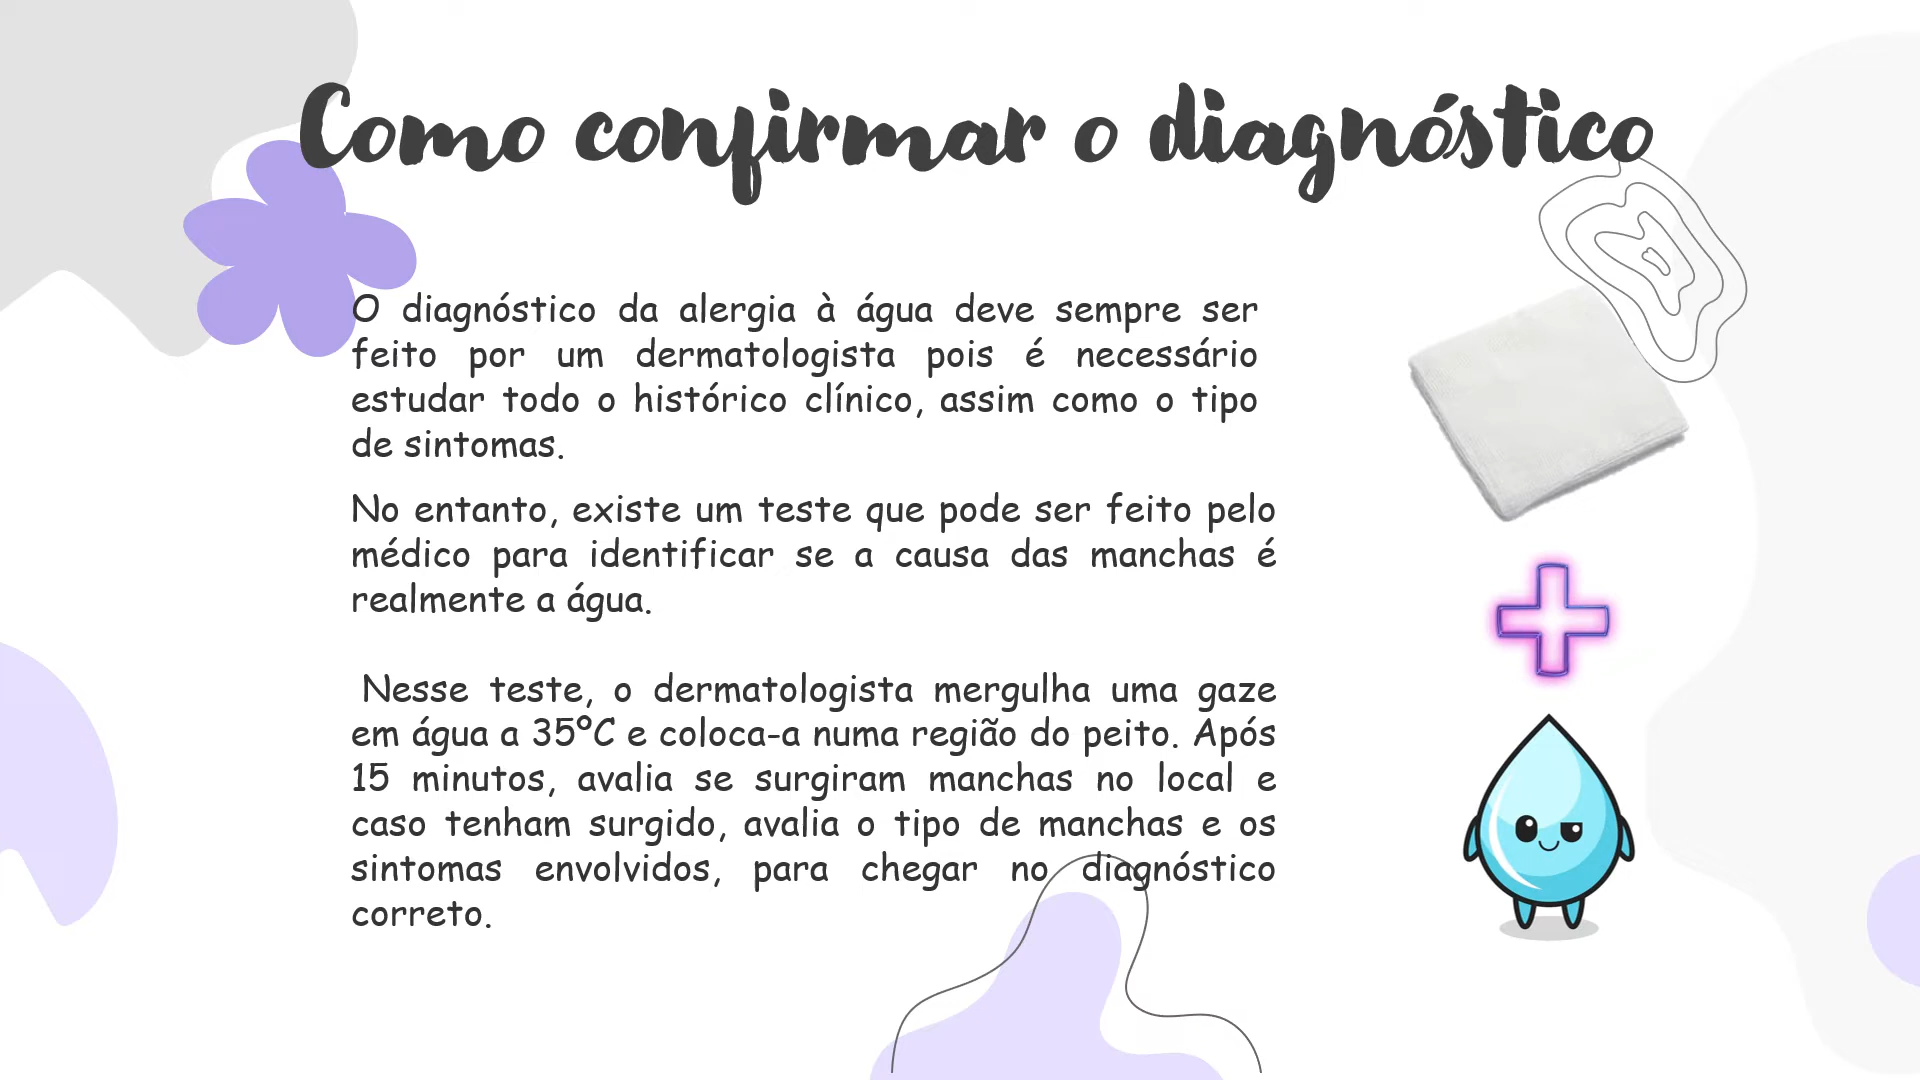 Como confirmar o diagnóstico
O diagnóstico da alergia à água deve sempre ser
feito por um dermatologista pois é necessário
estudar todo o histórico clínico, assim como o tipo
de sintomas.
No entanto, existe um teste que pode ser feito pelo
médico para identificar se a causa das manchas é
realmente a água.
Nesse teste, o dermatologista mergulha uma gaze
em água a 35ºC e coloca-a numa região do peito. Após
15 minutos, avalia se surgiram manchas no local e
caso tenham surgido, avalia o tipo de manchas e os
sintomas envolvidos, para chegar no diagnóstico
correto.